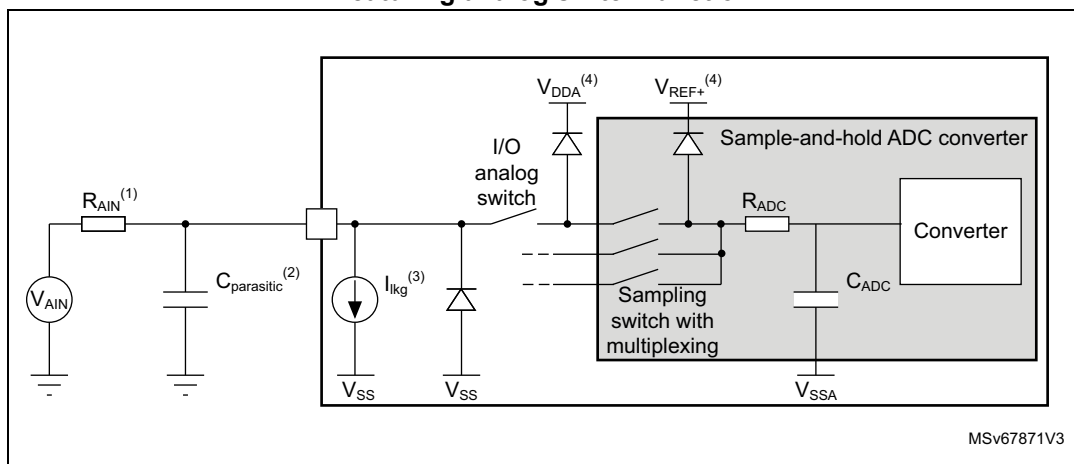 V_DDA^(4)
V_REF+^(4)
Sample-and-hold ADC converter
I/O
analog
switch
R_AIN^(1)
R_ADC
Converter
V_AIN
C_parasitic^(2)
I_lkg^(3)
Sampling
switch with
multiplexing
C_ADC
V_SS
V_SS
V_SSA
MSv67871V3